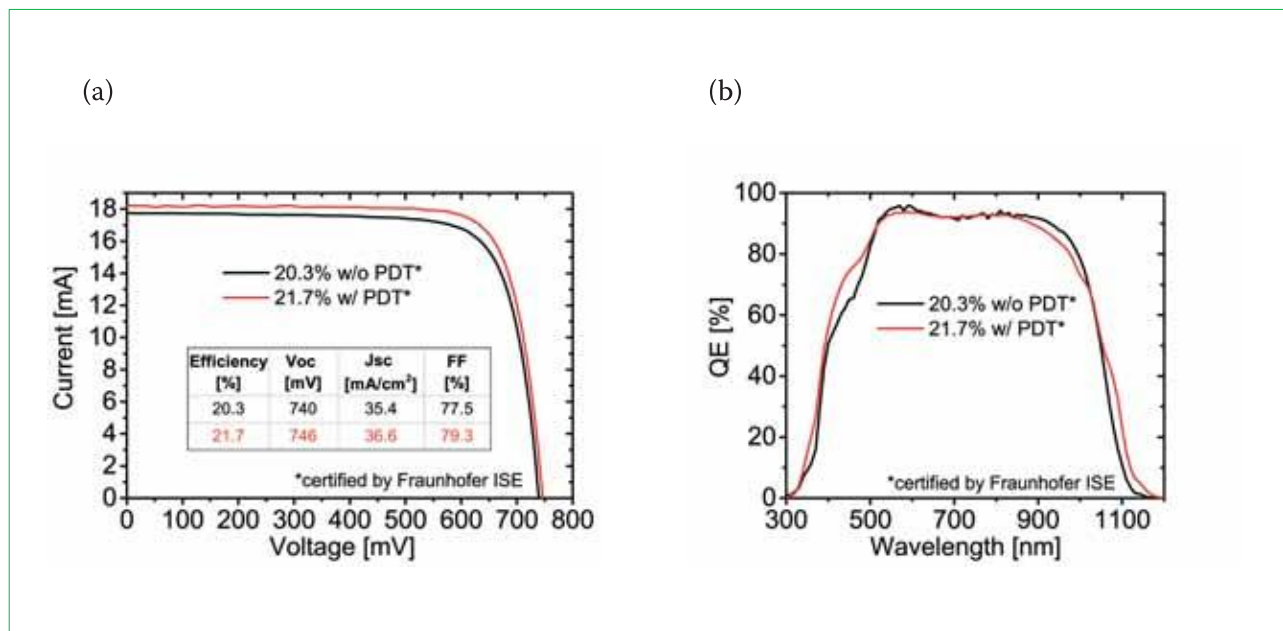 (a)
(b)
18
16
14
12
10
8
6
4
2
0
Current [mA]
20.3% w/o PDT*
21.7% w/ PDT*
Efficiency [%] Voc [mV] Jsc [mA/cm²] FF [%]
20.3 740 35.4 77.5
21.7 746 36.6 79.3
*certified by Fraunhofer ISE
0 100 200 300 400 500 600 700 800
Voltage [mV]
100
80
60
40
20
0
QE [%]
20.3% w/o PDT*
21.7% w/ PDT*
*certified by Fraunhofer ISE
300 500 700 900 1100
Wavelength [nm]